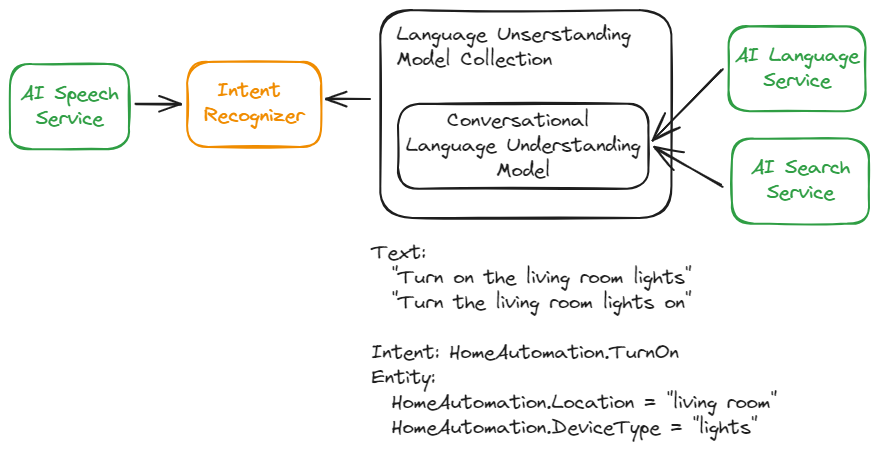 AI Speech
Service
Intent
Recognizer
Language Unserstanding
Model Collection
Conversational
Language Understanding
Model
AI Language
Service
AI Search
Service
Text:
"Turn on the living room lights"
"Turn the living room lights on"
Intent: HomeAutomation.TurnOn
Entity:
HomeAutomation.Location = "living room"
HomeAutomation.DeviceType = "lights"